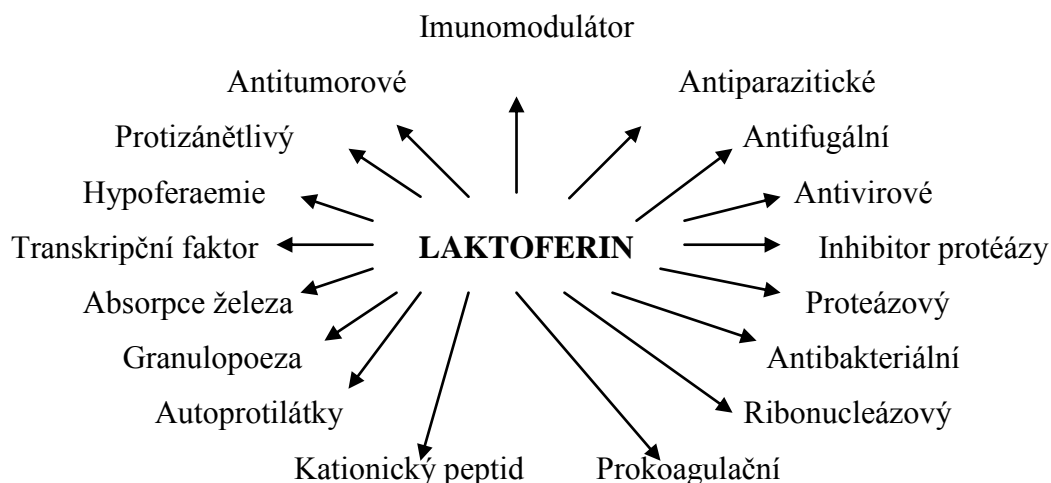 Imunomodulátor
Antitumorové Antiparazitické
Protizánětlivý Antifugální
Hypoferaemie Antivirové
Transkripční faktor LAKTOFERIN Inhibitor protéázy
Absorpce železa Proteázový
Granulopoeza Antibakteriální
Autoprotilátky Ribonucleázový
Kationický peptid Prokoagulační